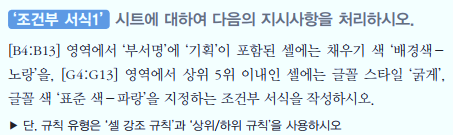 ‘조건부 서식1’ 시트에 대하여 다음의 지시사항을 처리하시오.
[B4:B13] 영역에서 ‘부서명’에 ‘기획’이 포함된 셀에는 채우기 색 ‘배경색–
노랑’을, [G4:G13] 영역에서 상위 5위 이내인 셀에는 글꼴 스타일 ‘굵게’,
글꼴 색 ‘표준 색–파랑’을 지정하는 조건부 서식을 작성하시오.
▶ 단, 규칙 유형은 ‘셀 강조 규칙’과 ‘상위/하위 규칙’을 사용하시오